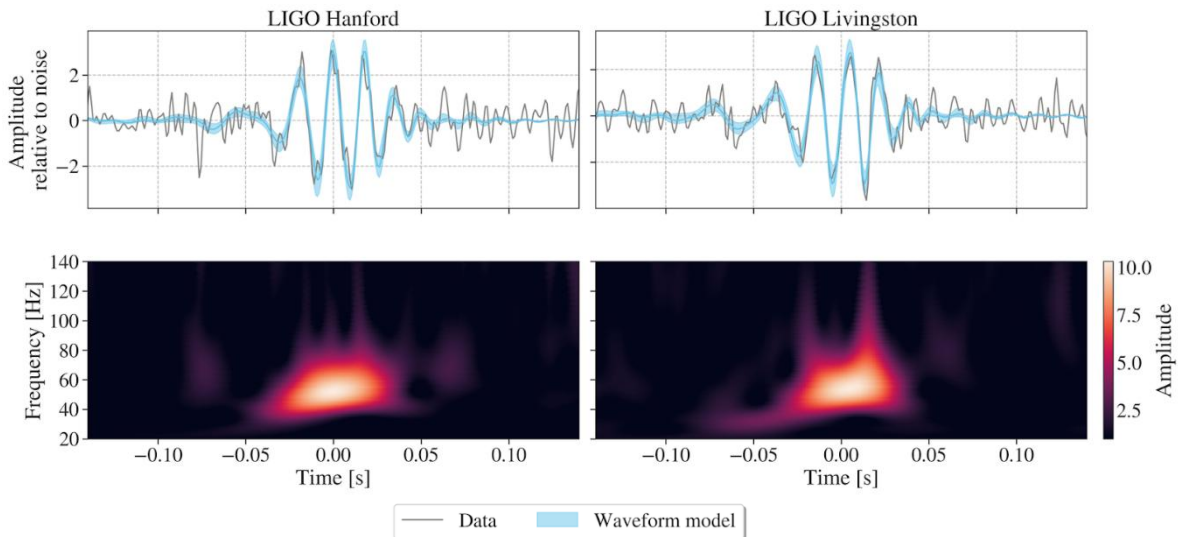 LIGO Hanford
LIGO Livingston
Amplitude
relative to noise
2
0
−2
Frequency [Hz]
140
120
100
80
60
40
20
−0.10 −0.05 0.00 0.05 0.10
−0.10 −0.05 0.00 0.05 0.10
Time [s]
Time [s]
10.0
7.5
5.0
2.5
Amplitude
Data
Waveform model